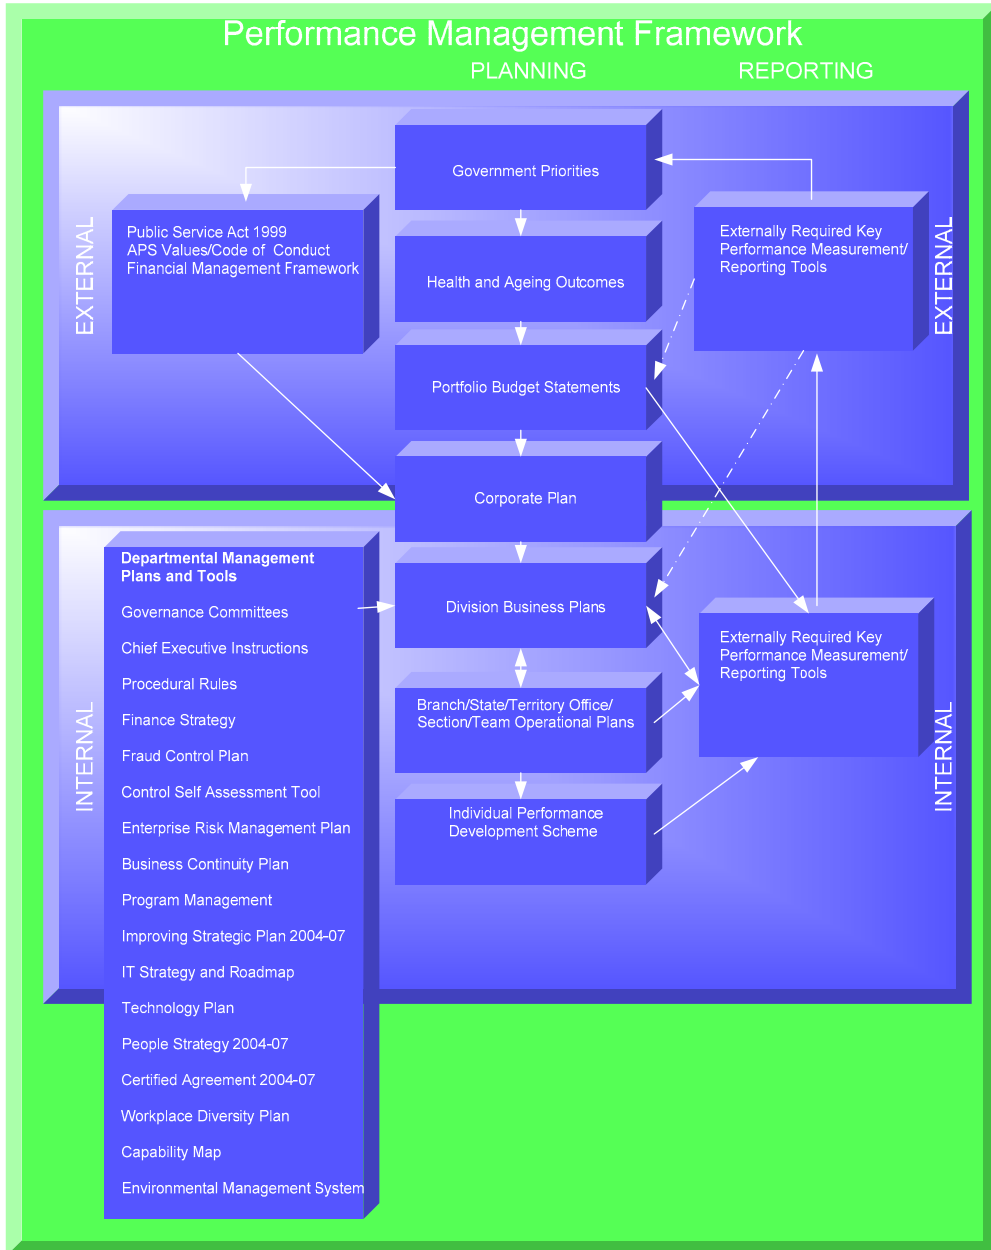 Performance Management Framework
PLANNING
REPORTING
EXTERNAL
Government Priorities
Public Service Act 1999
APS Values/Code of  Conduct
Financial Management Framework
Health and Ageing Outcomes
Portfolio Budget Statements
Corporate Plan
Externally Required Key
Performance Measurement/
Reporting Tools
EXTERNAL
INTERNAL
Departmental Management
Plans and Tools
Governance Committees
Chief Executive Instructions
Procedural Rules
Finance Strategy
Fraud Control Plan
Control Self Assessment Tool
Enterprise Risk Management Plan
Business Continuity Plan
Program Management
Improving Strategic Plan 2004-07
IT Strategy and Roadmap
Technology Plan
People Strategy 2004-07
Certified Agreement 2004-07
Workplace Diversity Plan
Capability Map
Environmental Management System
Division Business Plans
Branch/State/Territory Office/
Section/Team Operational Plans
Individual Performance
Development Scheme
Externally Required Key
Performance Measurement/
Reporting Tools
INTERNAL